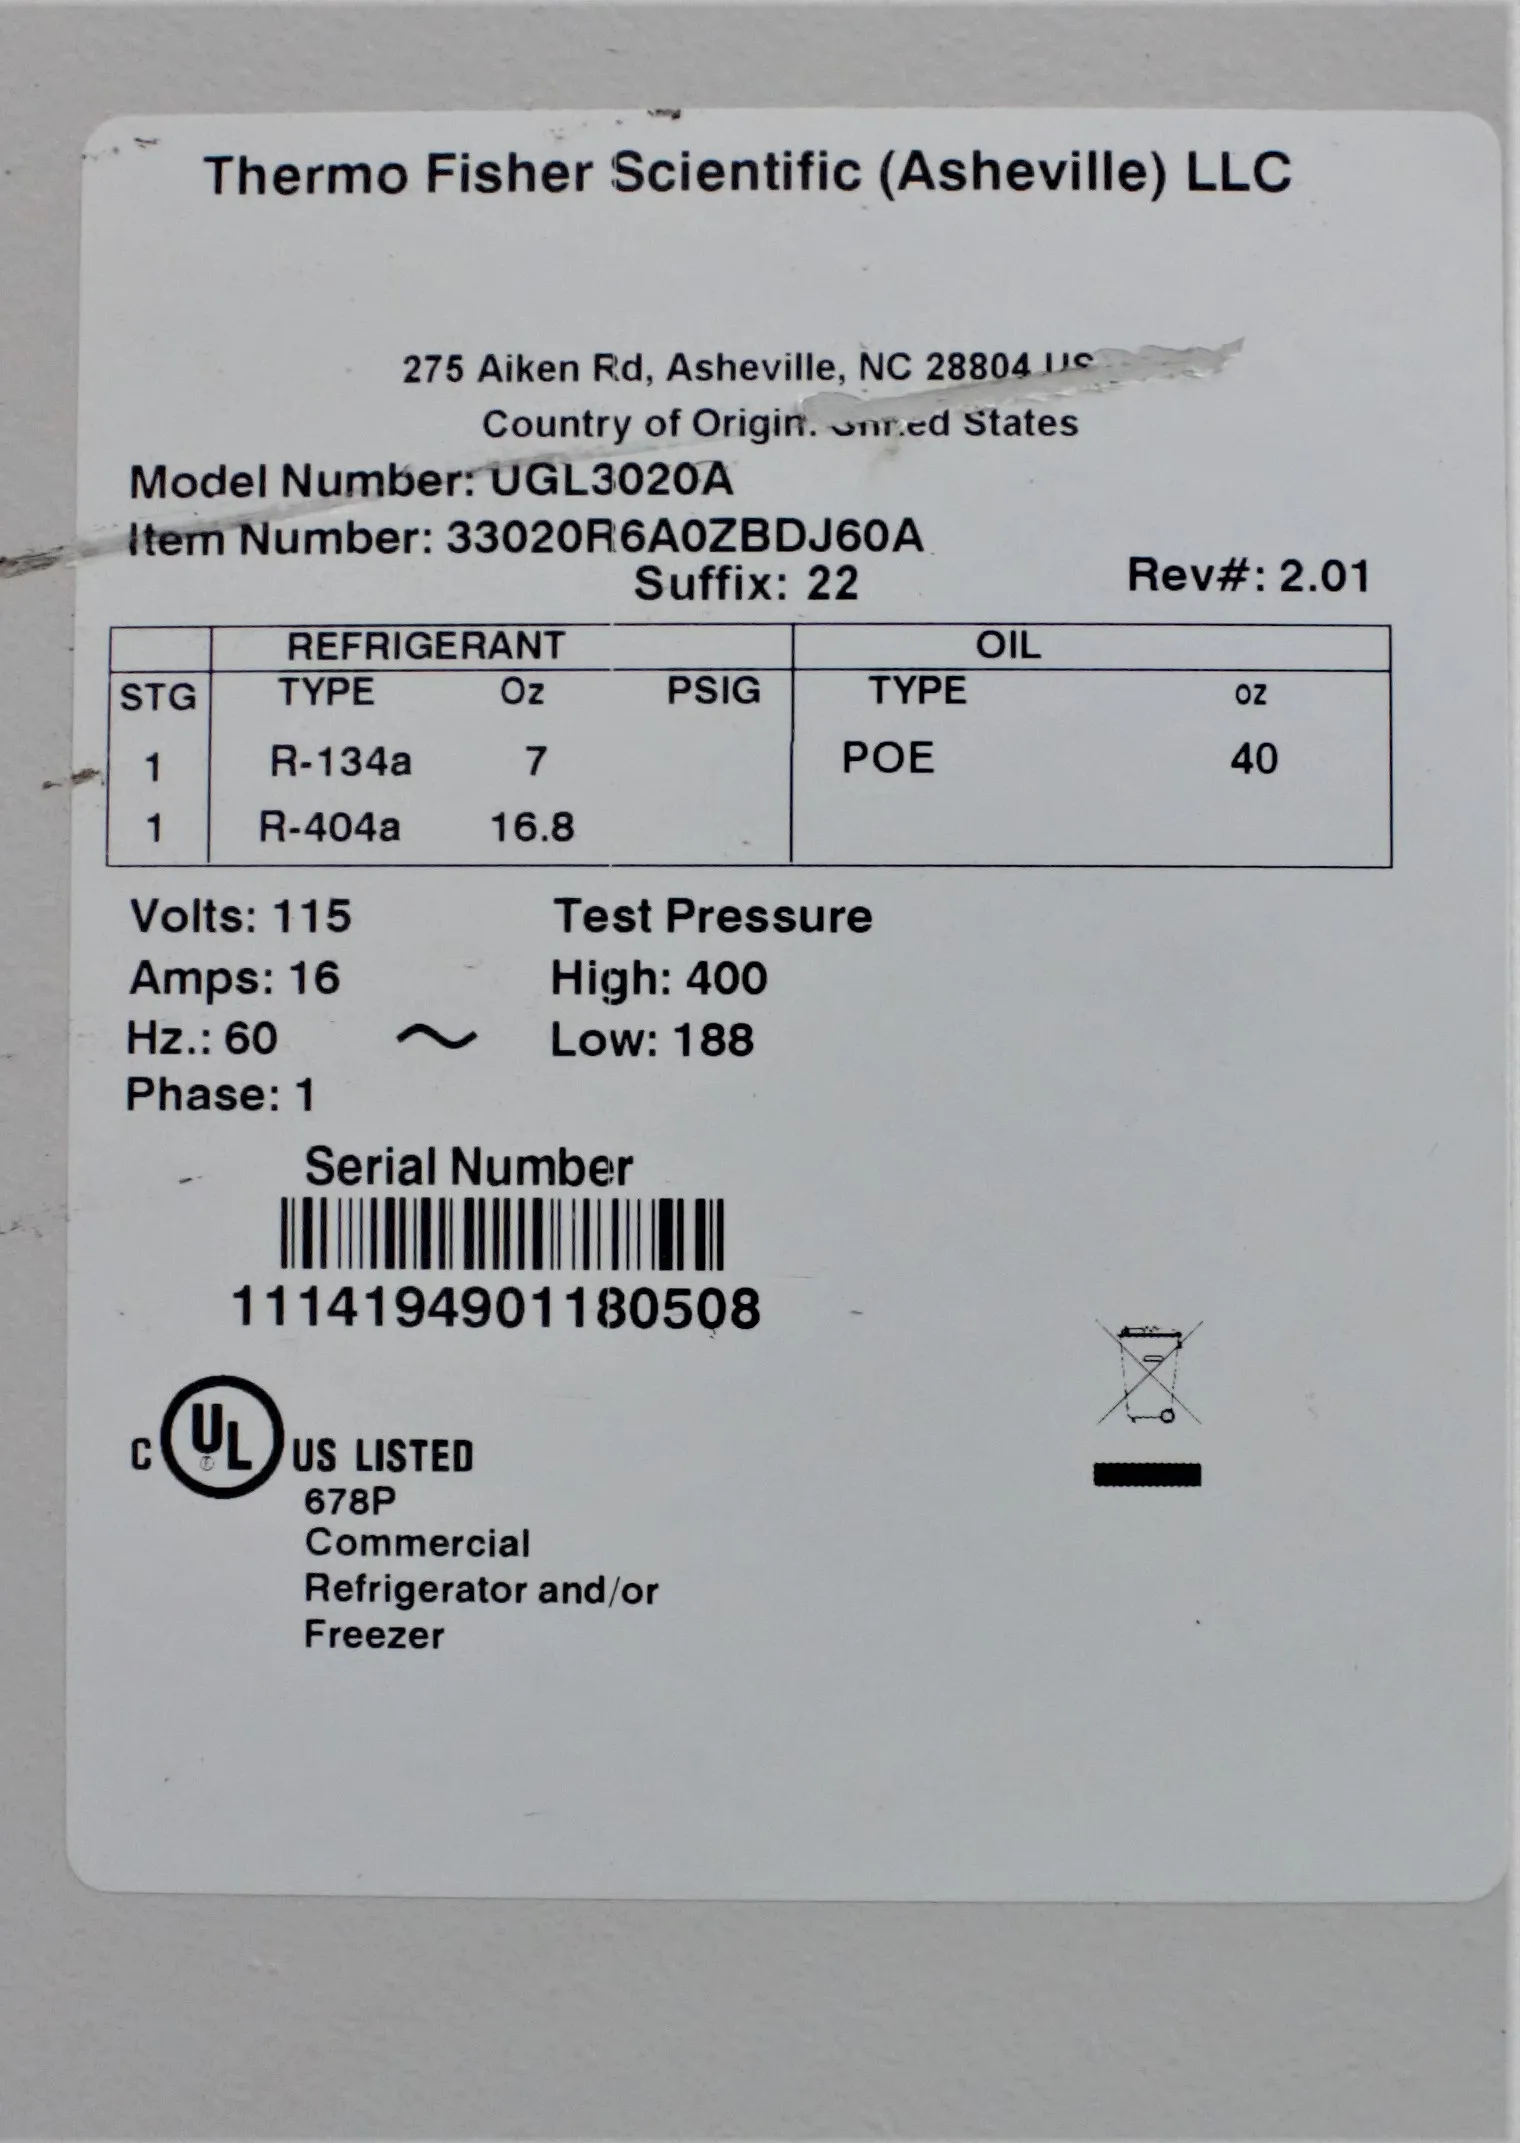 Thermo Fisher Scientific (Asheville) LLC
275 Aiken Rd, Asheville, NC 28804 US
Country of Origin: United States
Model Number: UGL3020A
Item Number: 33020R6A0ZBDJ60A
Suffix: 22 Rev#: 2.01
REFRIGERANT OIL
STG TYPE Oz PSIG TYPE oz
1 R-134a 7 POE 40
1 R-404a 16.8
Volts: 115 Test Pressure
Amps: 16 High: 400
Hz.: 60 ~ Low: 188
Phase: 1
Serial Number
1114194901180508
C UL US LISTED
678P
Commercial
Refrigerator and/or
Freezer